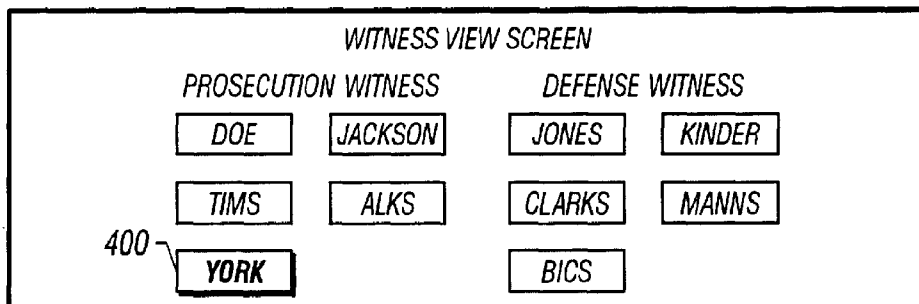 WITNESS VIEW SCREEN
PROSECUTION WITNESS DEFENSE WITNESS
DOE JACKSON JONES KINDER
TIMS ALKS CLARKS MANNS
400
YORK BICS